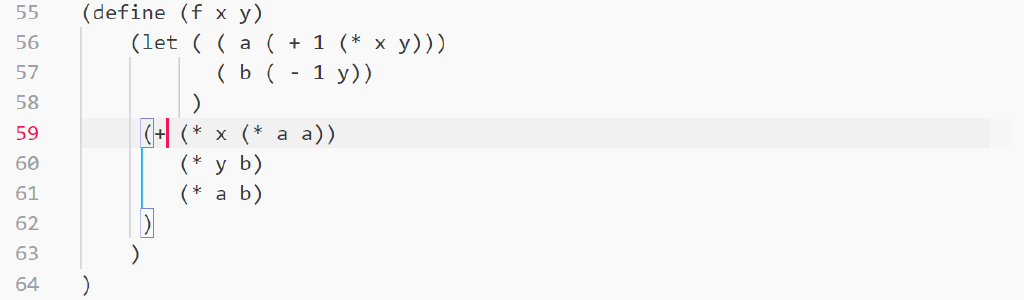 55 (define (f x y)
56 (let ( ( a ( + 1 (* x y)))
57 ( b ( - 1 y))
58 )
59 (+ (* x (* a a))
60 (* y b)
61 (* a b)
62 )
63 )
64 )